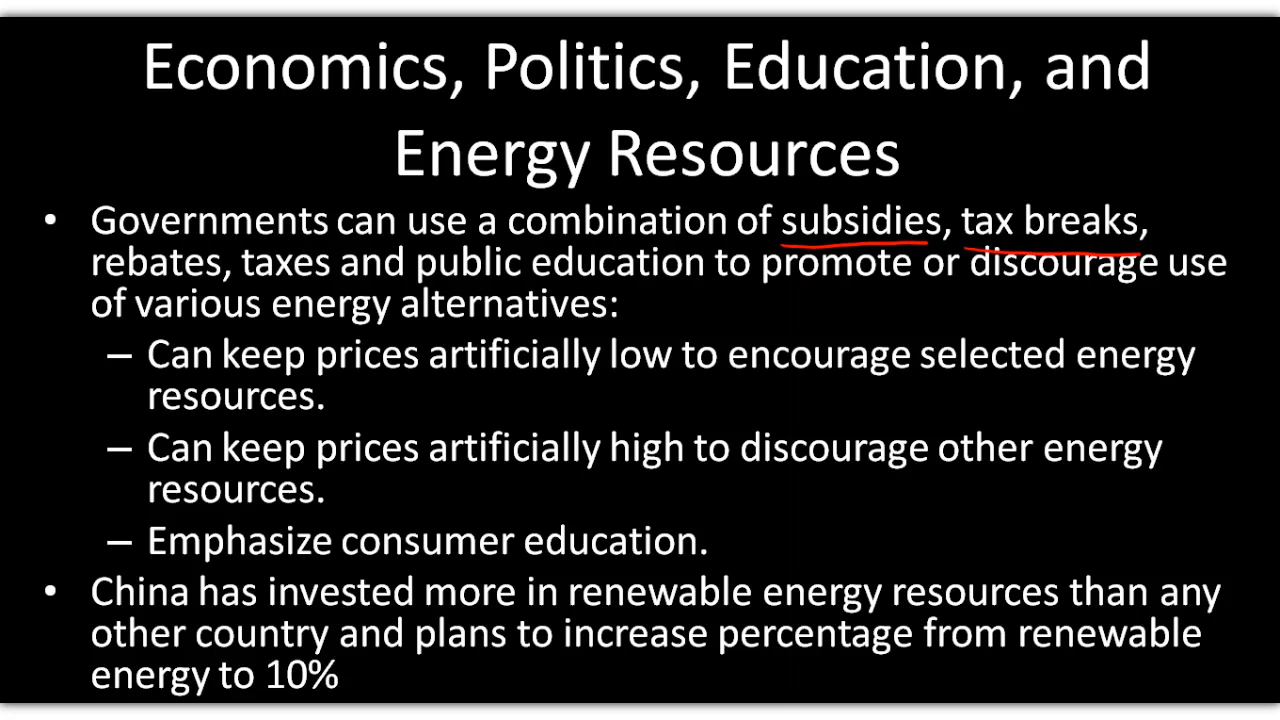 Economics, Politics, Education, and
Energy Resources
• Governments can use a combination of subsidies, tax breaks,
rebates, taxes and public education to promote or discourage use
of various energy alternatives:
– Can keep prices artificially low to encourage selected energy
resources.
– Can keep prices artificially high to discourage other energy
resources.
– Emphasize consumer education.
• China has invested more in renewable energy resources than any
other country and plans to increase percentage from renewable
energy to 10%